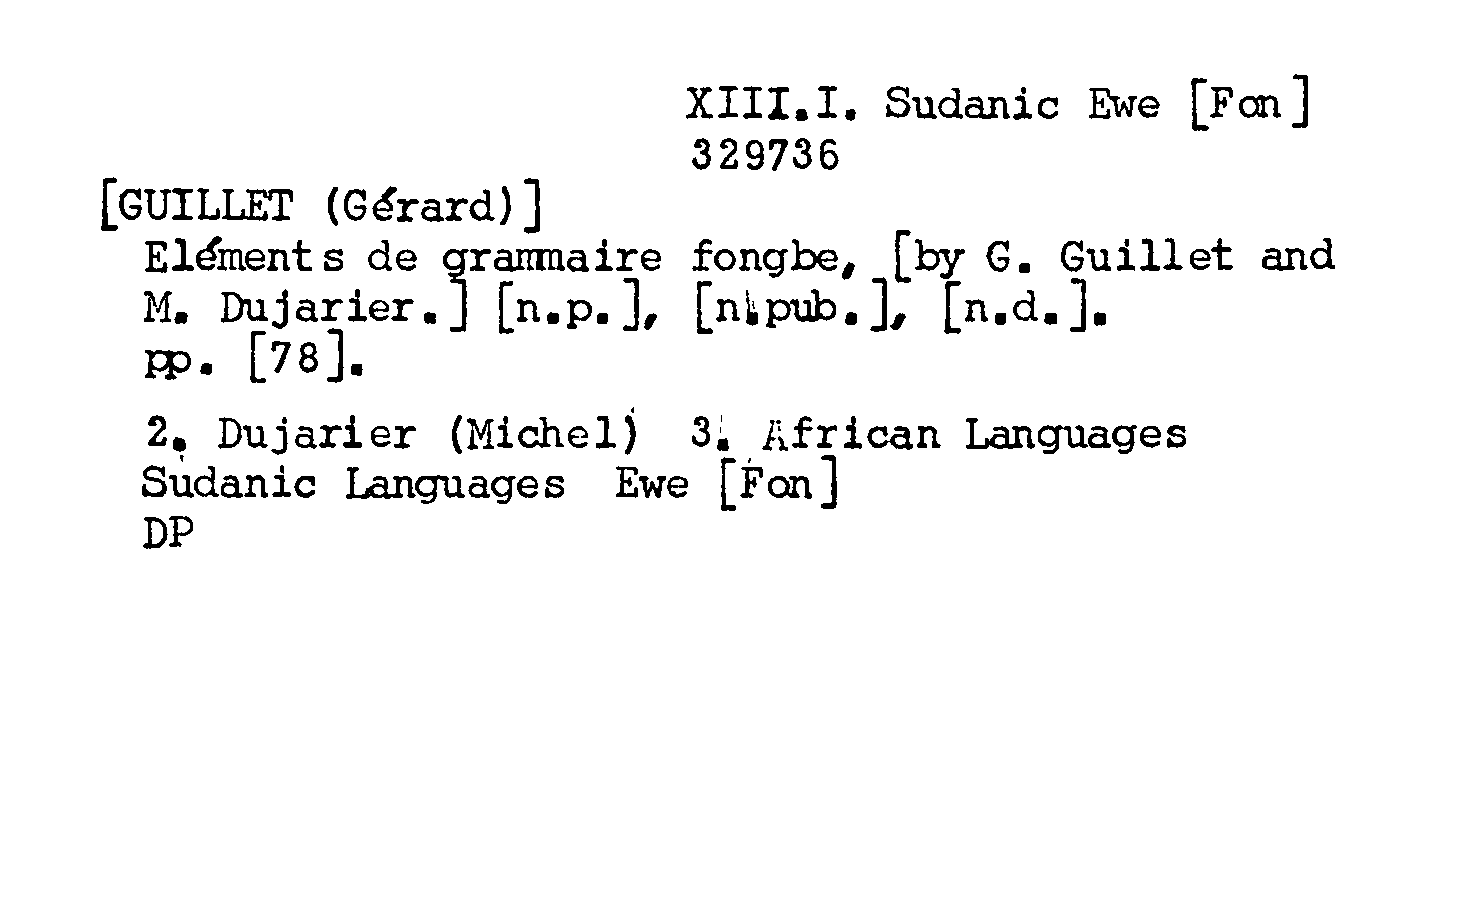 XIII.I. Sudanic Ewe [Fon]
329736
[GUILLET (Gérard)]
Eléments de grammaire fongbe, [by G. Guillet and
M. Dujarier.] [n.p.], [n.pub.], [n.d.].
pp. [78].
2. Dujarier (Michel) 3. African Languages
Sudanic Languages Ewe [Fon]
DP